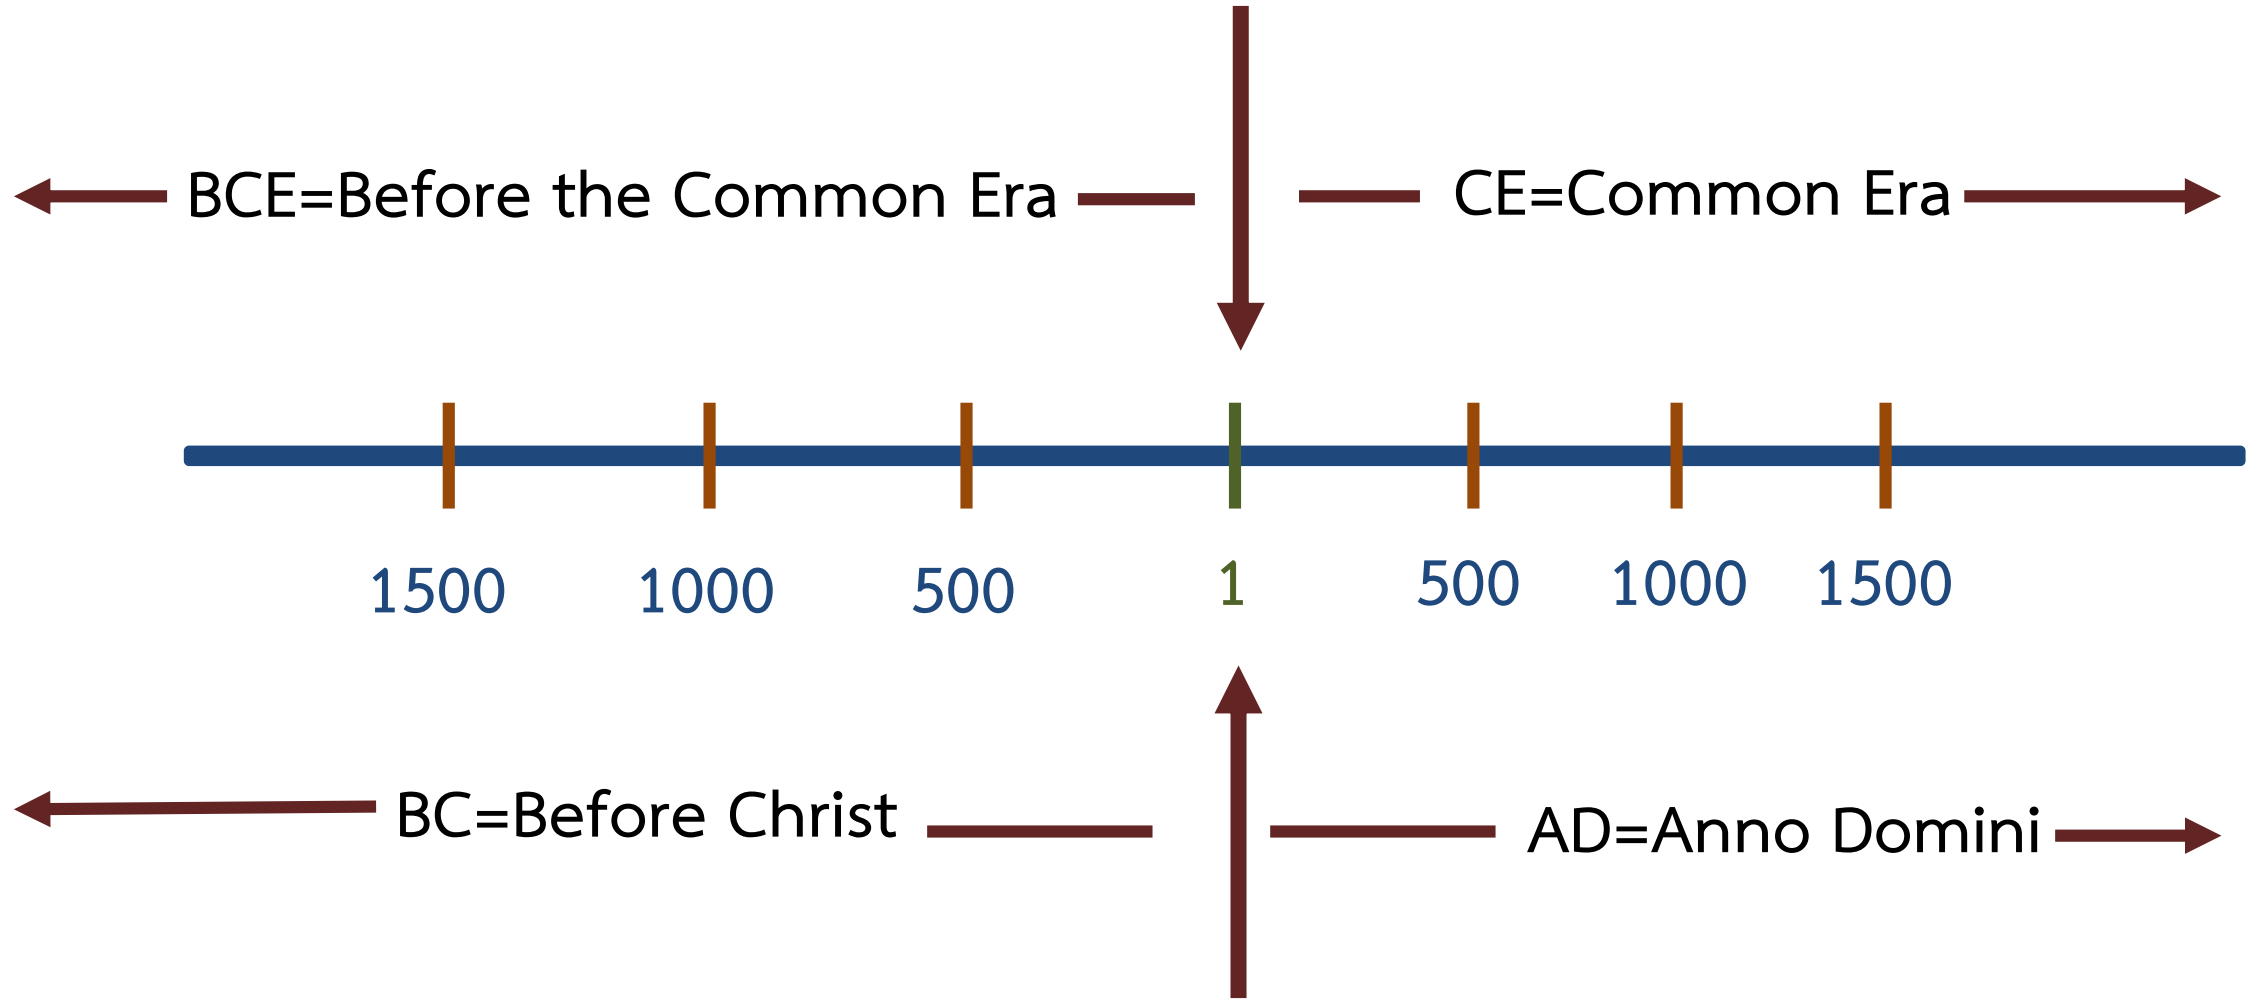 BCE=Before the Common Era
CE=Common Era
1500 1000 500 1 500 1000 1500
BC=Before Christ
AD=Anno Domini